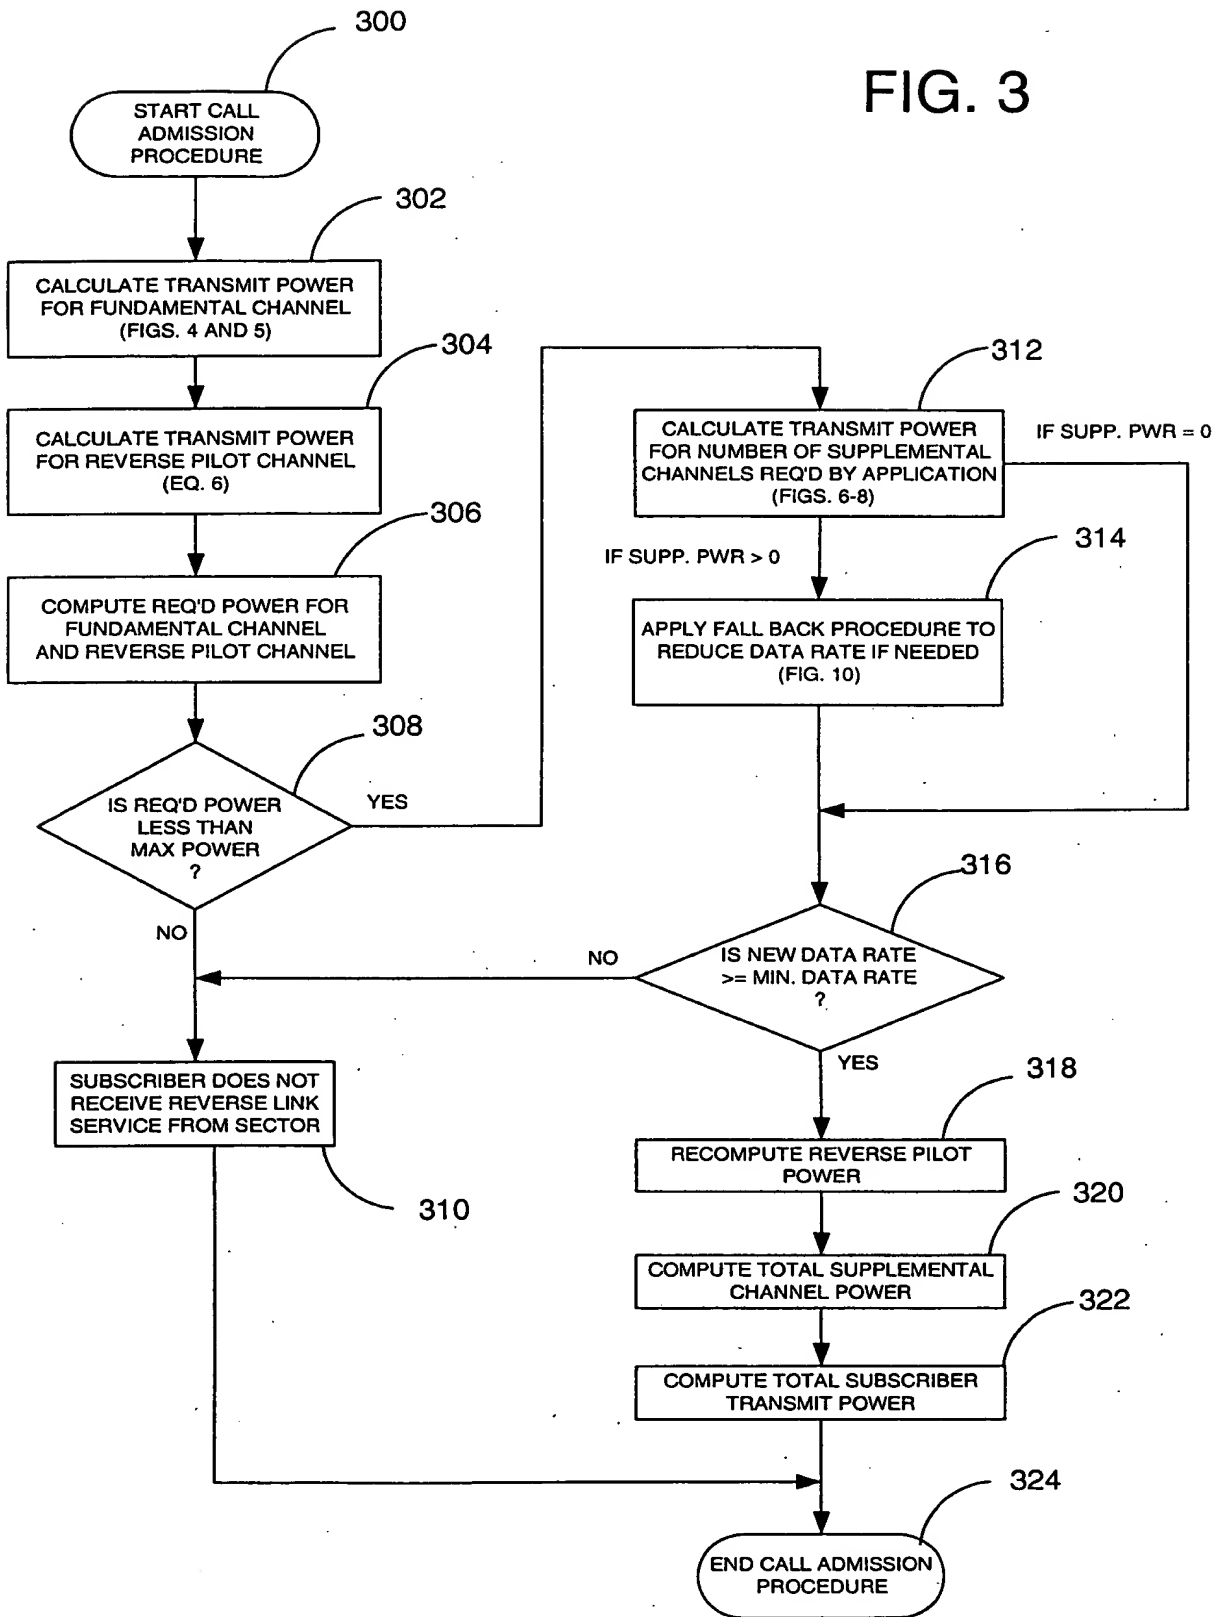 300
FIG. 3
START CALL
ADMISSION
PROCEDURE
302
CALCULATE TRANSMIT POWER
FOR FUNDAMENTAL CHANNEL
(FIGS. 4 AND 5)
304
CALCULATE TRANSMIT POWER
FOR REVERSE PILOT CHANNEL
(EQ. 6)
306
COMPUTE REQ'D POWER FOR
FUNDAMENTAL CHANNEL
AND REVERSE PILOT CHANNEL
308
IS REQ'D POWER
LESS THAN
MAX POWER
?
YES
NO
312
CALCULATE TRANSMIT POWER
FOR NUMBER OF SUPPLEMENTAL
CHANNELS REQ'D BY APPLICATION
(FIGS. 6-8)
IF SUPP. PWR = 0
IF SUPP. PWR > 0
314
APPLY FALL BACK PROCEDURE TO
REDUCE DATA RATE IF NEEDED
(FIG. 10)
316
IS NEW DATA RATE
>= MIN. DATA RATE
?
NO
YES
SUBSCRIBER DOES NOT
RECEIVE REVERSE LINK
SERVICE FROM SECTOR
310
318
RECOMPUTE REVERSE PILOT
POWER
320
COMPUTE TOTAL SUPPLEMENTAL
CHANNEL POWER
322
COMPUTE TOTAL SUBSCRIBER
TRANSMIT POWER
324
END CALL ADMISSION
PROCEDURE